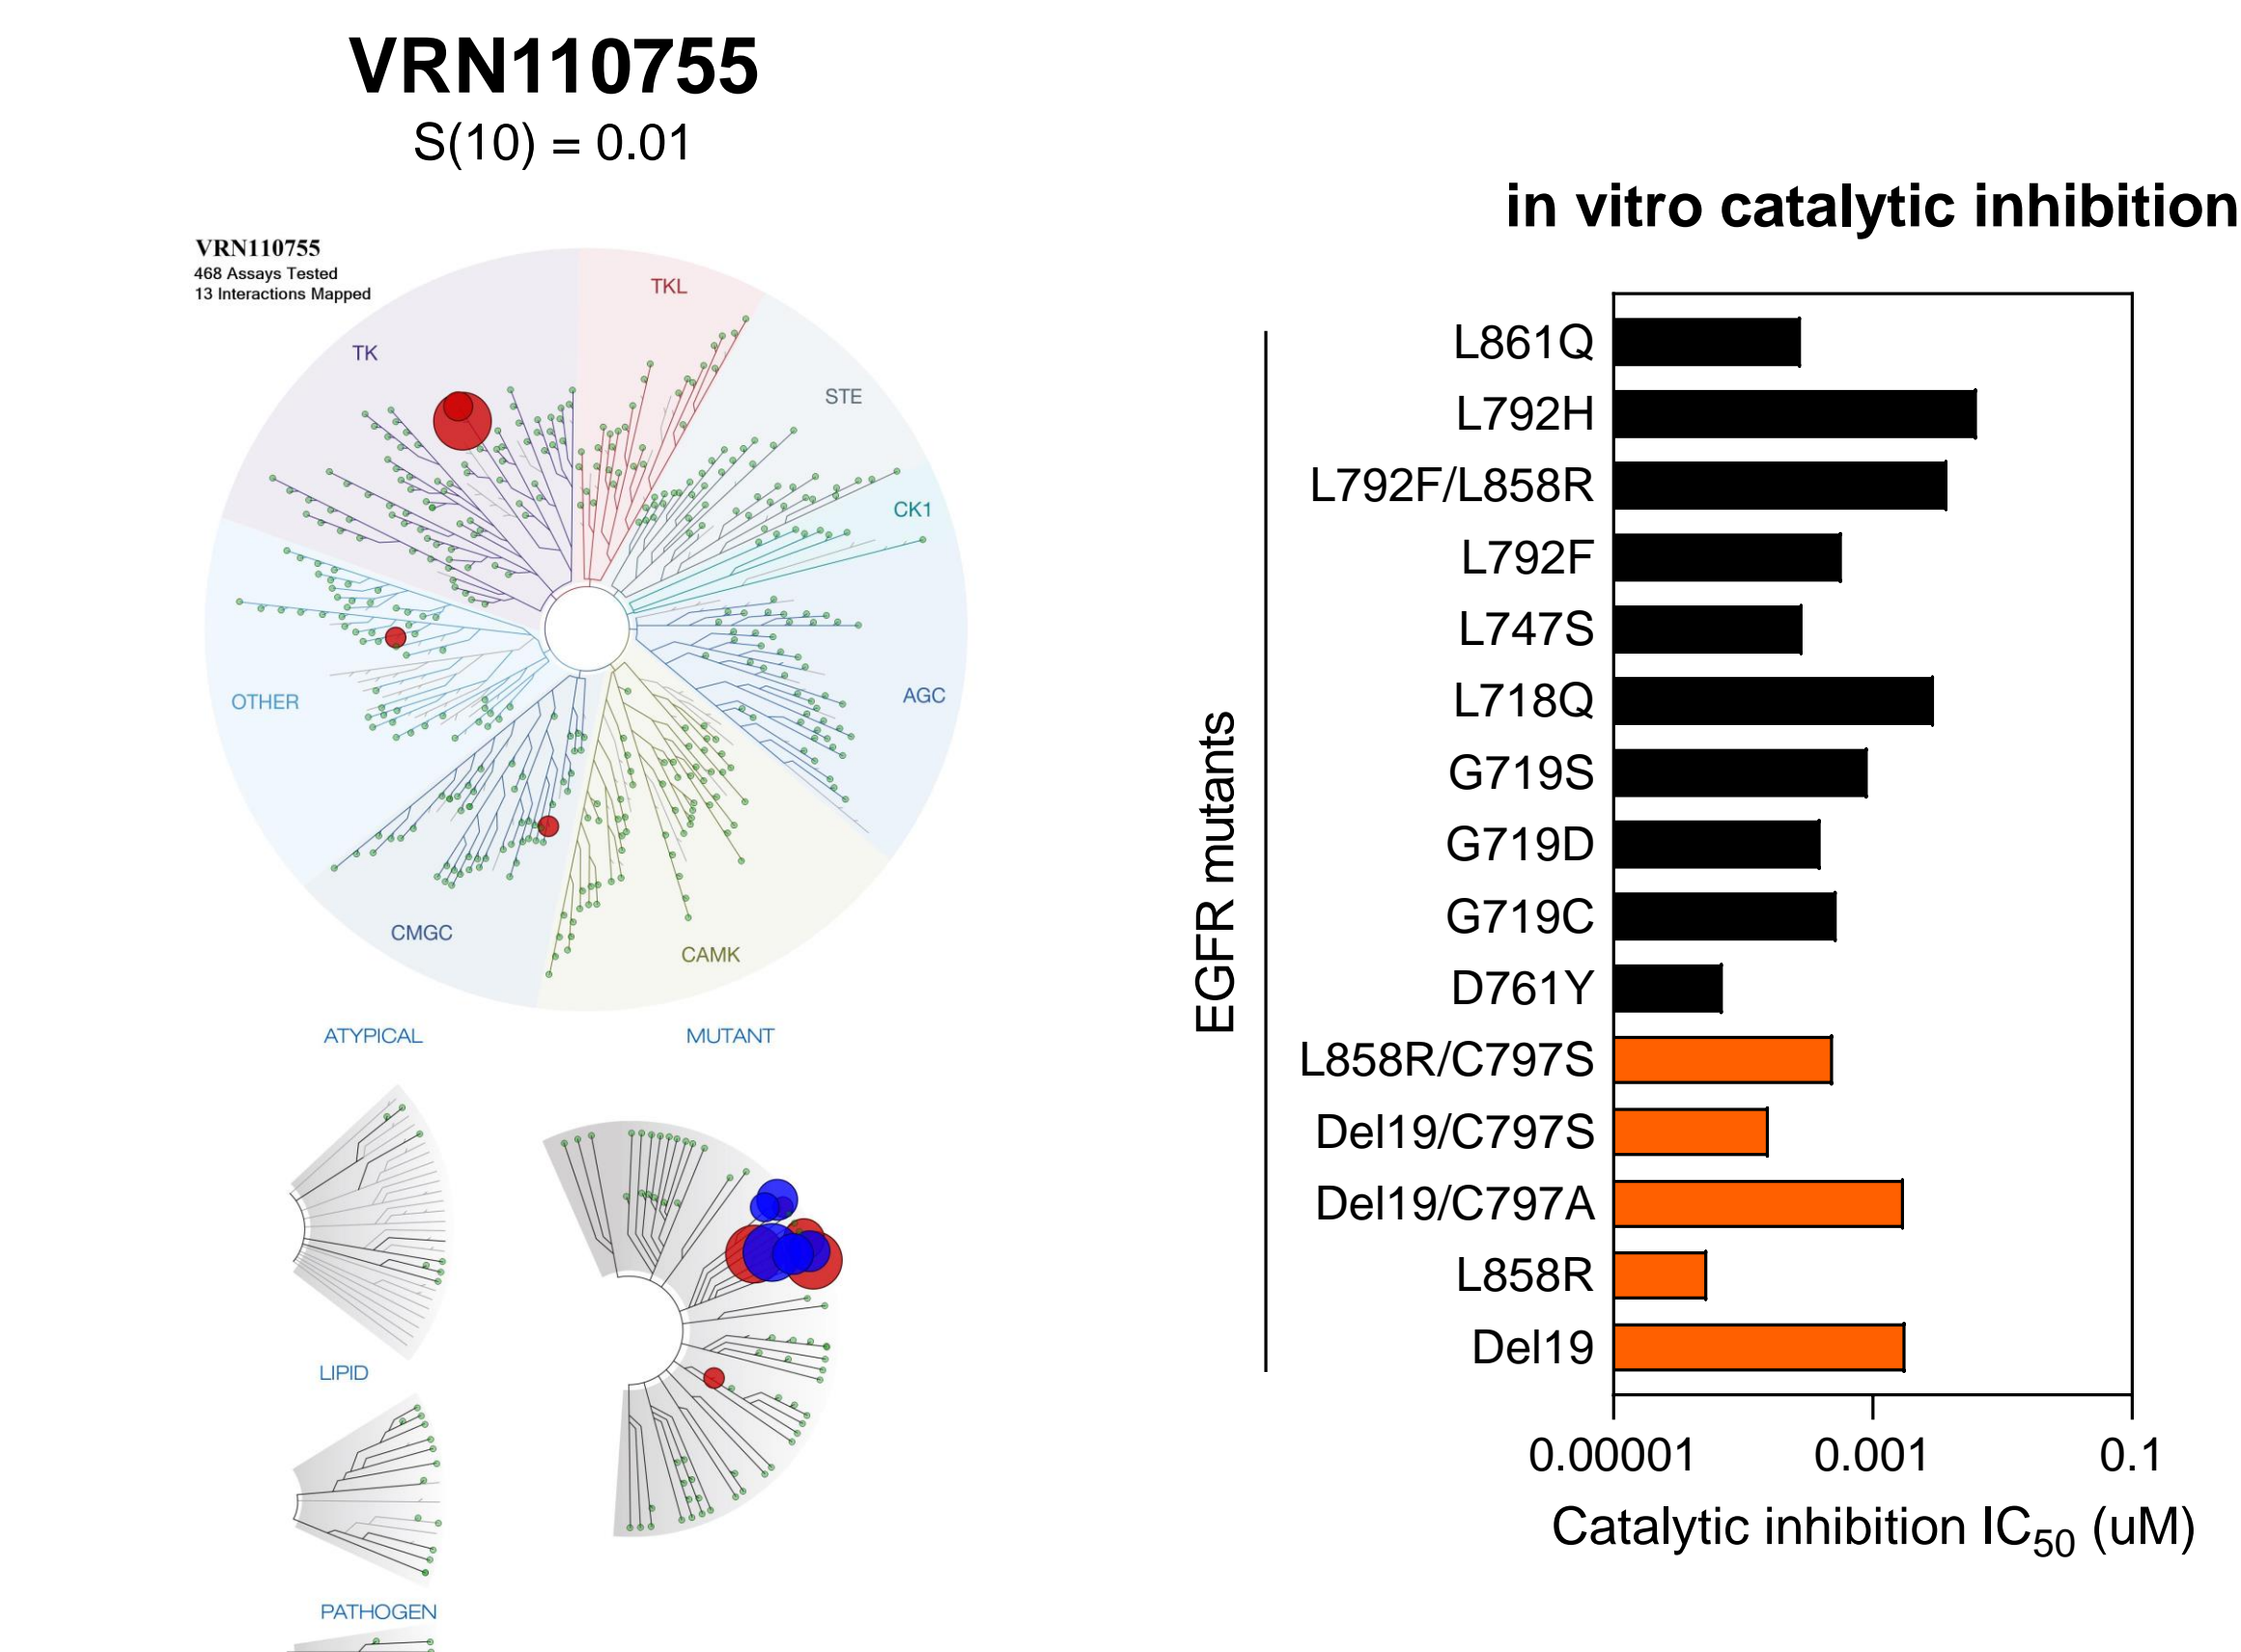 VRN110755
S(10) = 0.01
VRN110755
468 Assays Tested
13 Interactions Mapped
TK
TKL
STE
CK1
AGC
CAMK
CMGC
OTHER
ATYPICAL
MUTANT
LIPID
PATHOGEN
in vitro catalytic inhibition
EGFR mutants
L861Q
L792H
L792F/L858R
L792F
L747S
L718Q
G719S
G719D
G719C
D761Y
L858R/C797S
Del19/C797S
Del19/C797A
L858R
Del19
0.00001 0.001 0.1
Catalytic inhibition IC50 (uM)